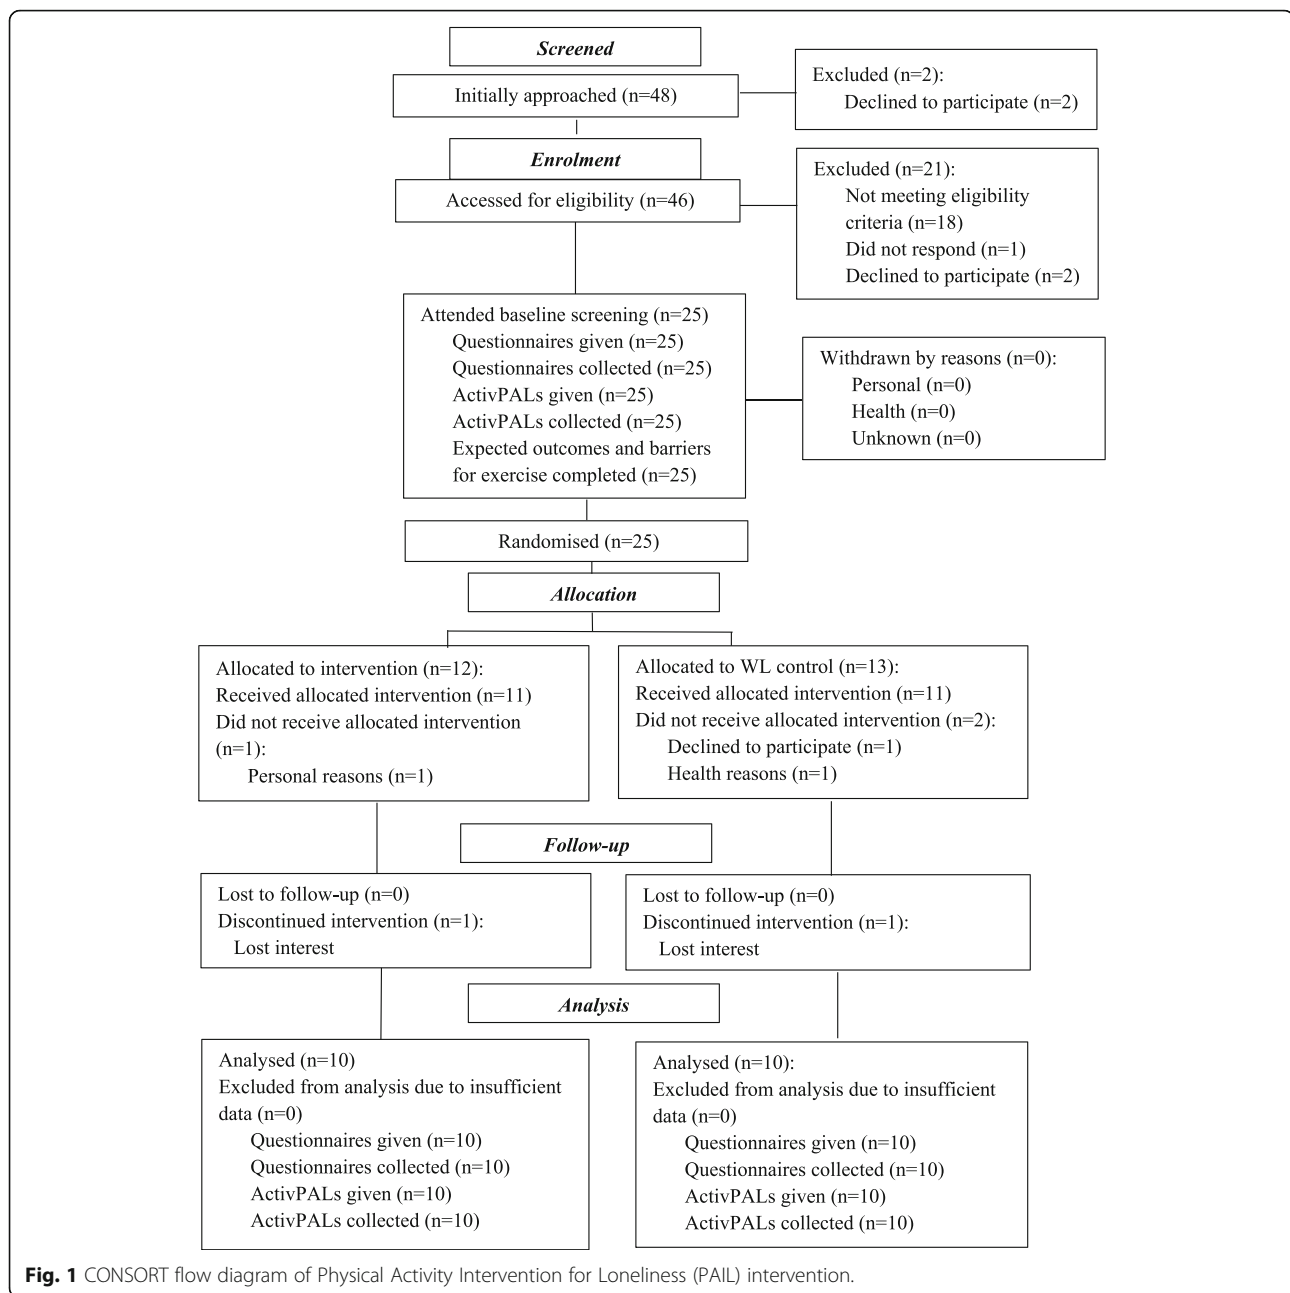 Screened
Initially approached (n=48)
Excluded (n=2):
Declined to participate (n=2)
Enrolment
Accessed for eligibility (n=46)
Excluded (n=21):
Not meeting eligibility
criteria (n=18)
Did not respond (n=1)
Declined to participate (n=2)
Attended baseline screening (n=25)
Questionnaires given (n=25)
Questionnaires collected (n=25)
ActivPALs given (n=25)
ActivPALs collected (n=25)
Expected outcomes and barriers
for exercise completed (n=25)
Withdrawn by reasons (n=0):
Personal (n=0)
Health (n=0)
Unknown (n=0)
Randomised (n=25)
Allocation
Allocated to intervention (n=12):
Received allocated intervention (n=11)
Did not receive allocated intervention
(n=1):
Personal reasons (n=1)
Allocated to WL control (n=13):
Received allocated intervention (n=11)
Did not receive allocated intervention (n=2):
Declined to participate (n=1)
Health reasons (n=1)
Follow-up
Lost to follow-up (n=0)
Discontinued intervention (n=1):
Lost interest
Lost to follow-up (n=0)
Discontinued intervention (n=1):
Lost interest
Analysis
Analysed (n=10)
Excluded from analysis due to insufficient
data (n=0)
Questionnaires given (n=10)
Questionnaires collected (n=10)
ActivPALs given (n=10)
ActivPALs collected (n=10)
Analysed (n=10):
Excluded from analysis due to insufficient
data (n=0)
Questionnaires given (n=10)
Questionnaires collected (n=10)
ActivPALs given (n=10)
ActivPALs collected (n=10)
Fig. 1 CONSORT flow diagram of Physical Activity Intervention for Loneliness (PAIL) intervention.